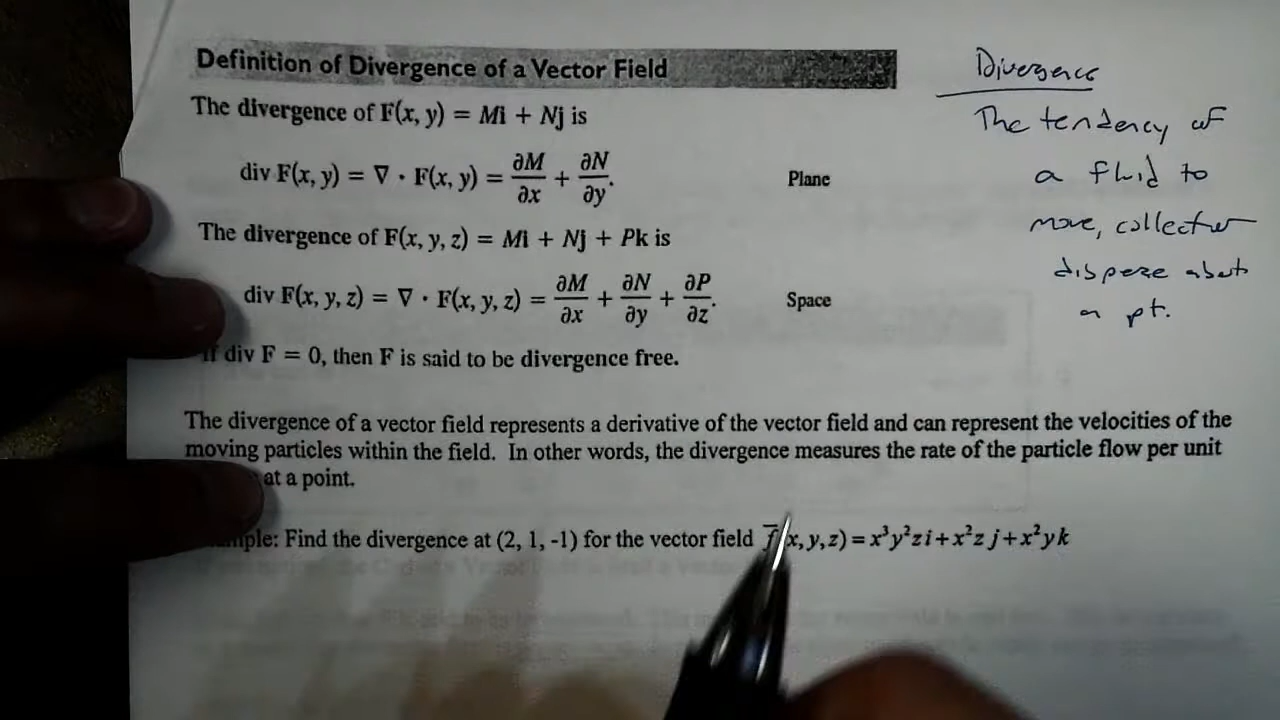 Definition of Divergence of a Vector Field
The divergence of F(x, y) = Mi + Nj is
div F(x, y) = ∇ · F(x, y) = ∂M/∂x + ∂N/∂y.
Plane
The divergence of F(x, y, z) = Mi + Nj + Pk is
div F(x, y, z) = ∇ · F(x, y, z) = ∂M/∂x + ∂N/∂y + ∂P/∂z.
Space
If div F = 0, then F is said to be divergence free.
The divergence of a vector field represents a derivative of the vector field and can represent the velocities of the
moving particles within the field. In other words, the divergence measures the rate of the particle flow per unit
at a point.
Find the divergence at (2, 1, -1) for the vector field f(x, y, z) = x³y²z i + x²z j + x²y k
Divergence
The tendency of
a fluid to
move, collect or
disperse about
a pt.